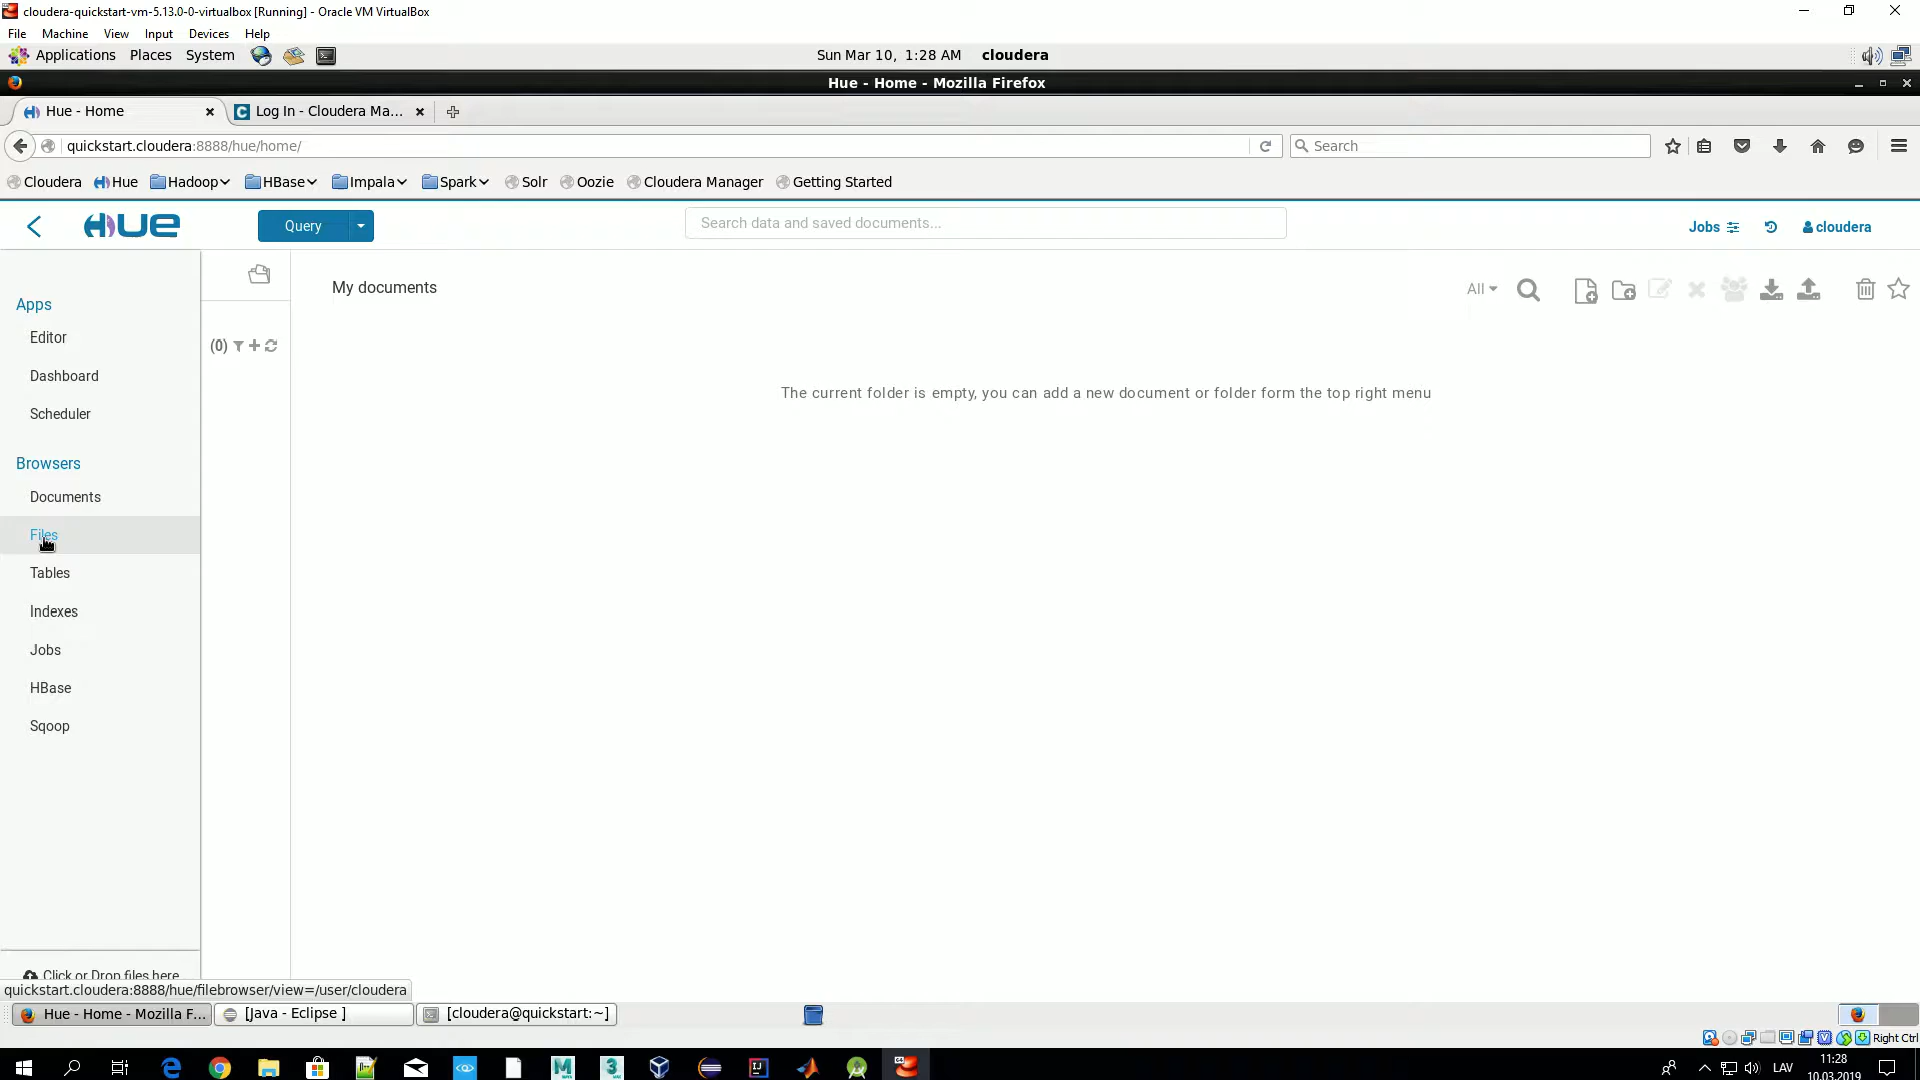 cloudera-quickstart-vm-5.13.0-0-virtualbox [Running] - Oracle VM VirtualBox
File Machine View Input Devices Help
Applications Places System Sun Mar 10, 1:28 AM cloudera
Hue - Home - Mozilla Firefox
Hue - Home Log In - Cloudera Ma...
quickstart.cloudera:8888/hue/home/ Search
Cloudera Hue Hadoop HBase Impala Spark Solr Oozie Cloudera Manager Getting Started
HUE Query Search data and saved documents... Jobs cloudera
My documents All
Apps
Editor
(0)
Dashboard
The current folder is empty, you can add a new document or folder form the top right menu
Scheduler
Browsers
Documents
Files
Tables
Indexes
Jobs
HBase
Sqoop
Click or Drop files here
quickstart.cloudera:8888/hue/filebrowser/view=/user/cloudera
Hue - Home - Mozilla F... [Java - Eclipse ] [cloudera@quickstart:~]
Right Ctrl
LAV 11:28
10.03.2019